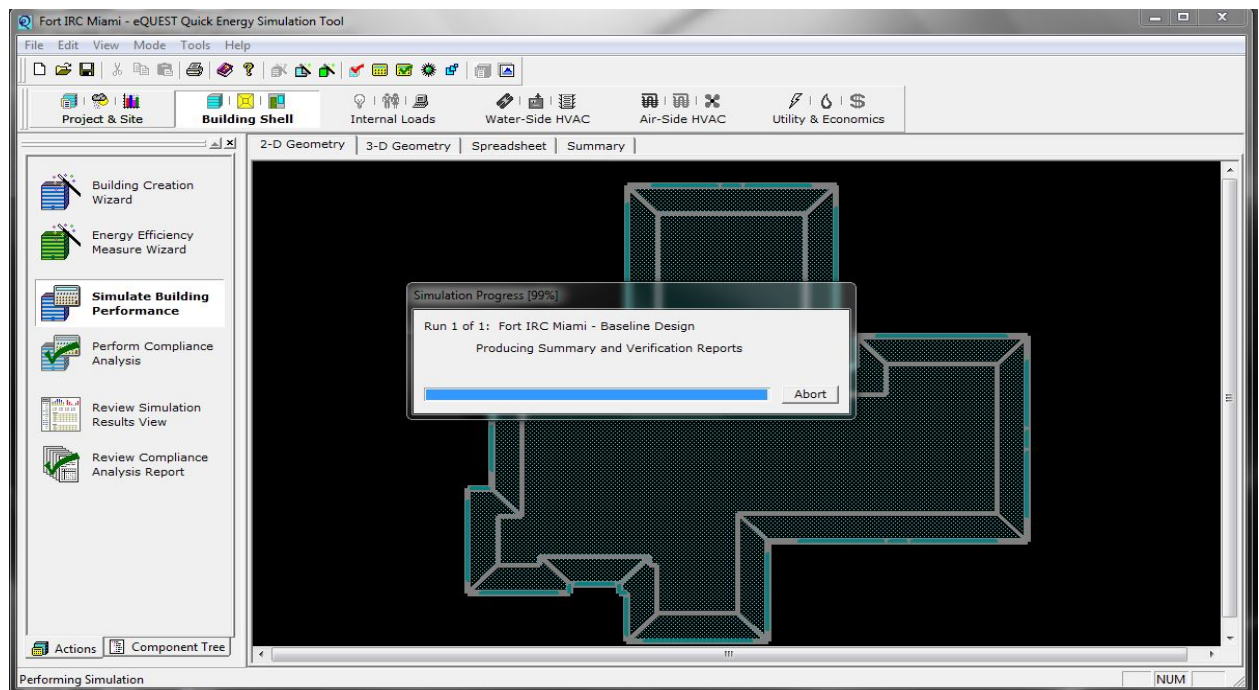 Fort IRC Miami - eQUEST Quick Energy Simulation Tool
File Edit View Mode Tools Help
Project & Site Building Shell Internal Loads Water-Side HVAC Air-Side HVAC Utility & Economics
2-D Geometry 3-D Geometry Spreadsheet Summary
Building Creation
Wizard
Energy Efficiency
Measure Wizard
Simulate Building
Performance
Perform Compliance
Analysis
Review Simulation
Results View
Review Compliance
Analysis Report
Simulation Progress [99%]
Run 1 of 1: Fort IRC Miami - Baseline Design
Producing Summary and Verification Reports
Abort
Actions Component Tree
Performing Simulation NUM